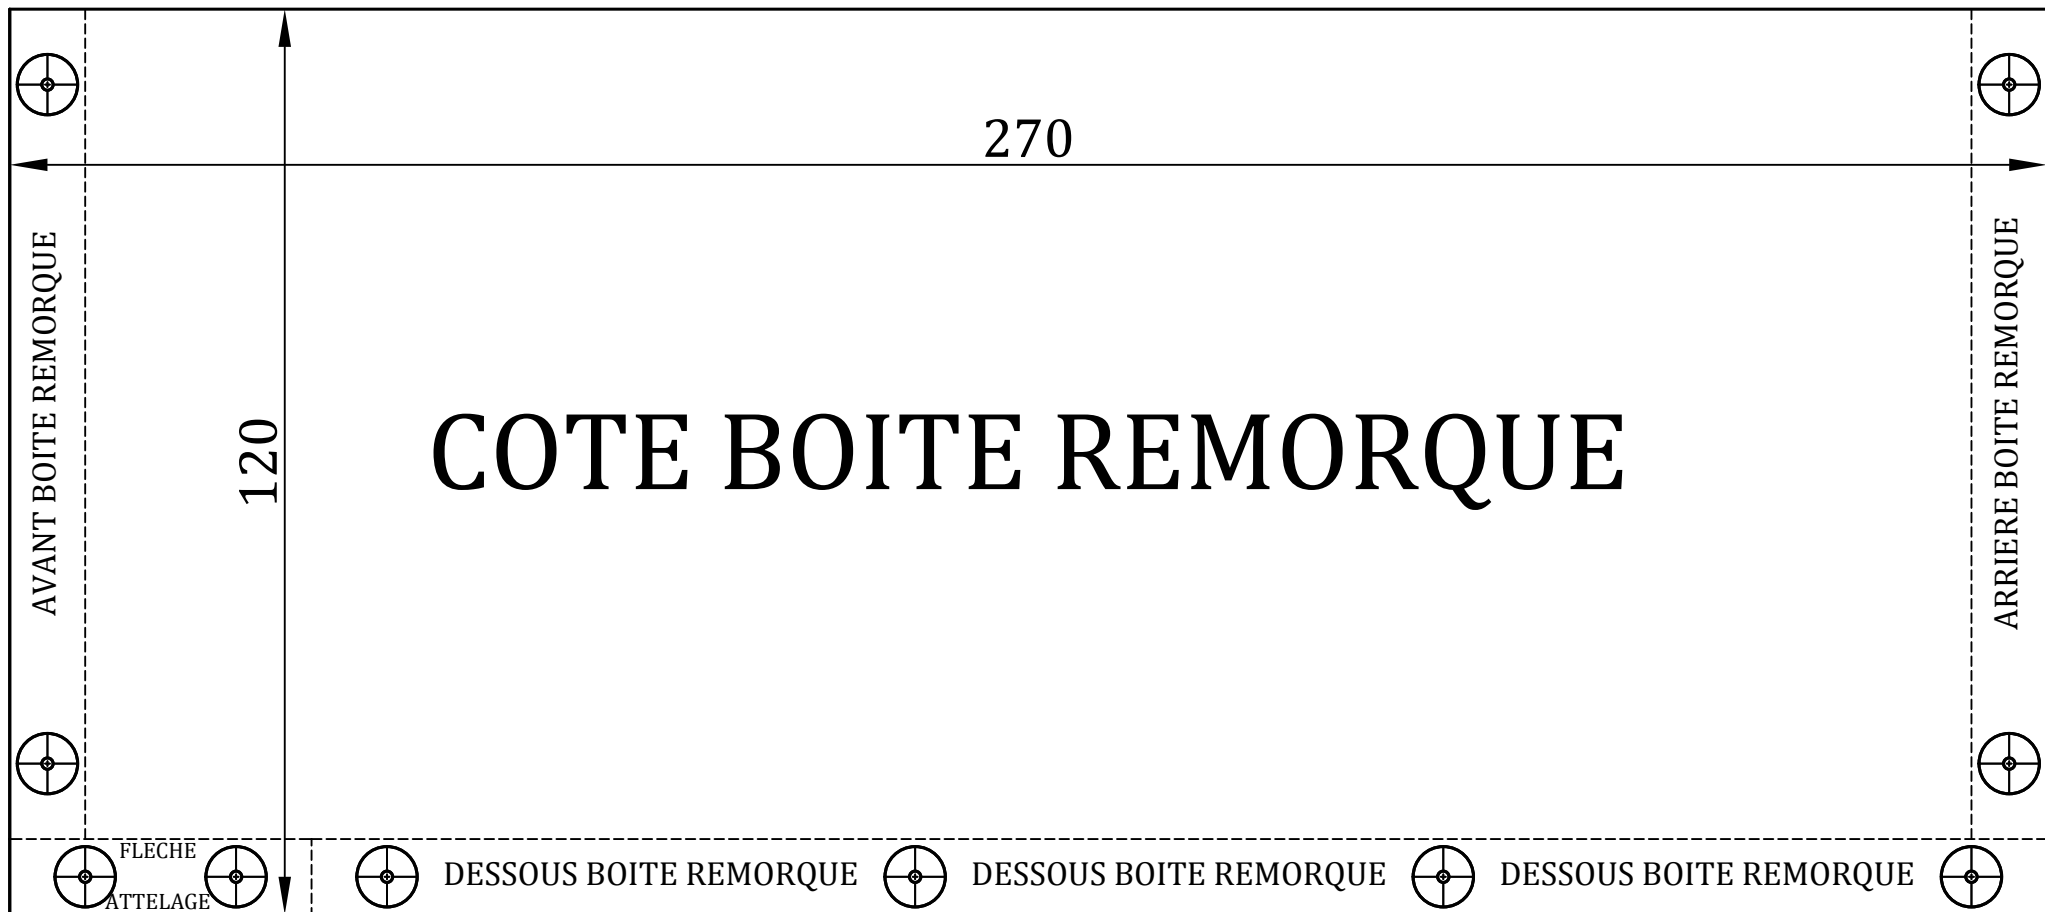 270
AVANT BOITE REMORQUE
ARRIERE BOITE REMORQUE
120
COTE BOITE REMORQUE
FLECHE
ATTELAGE
DESSOUS BOITE REMORQUE
DESSOUS BOITE REMORQUE
DESSOUS BOITE REMORQUE